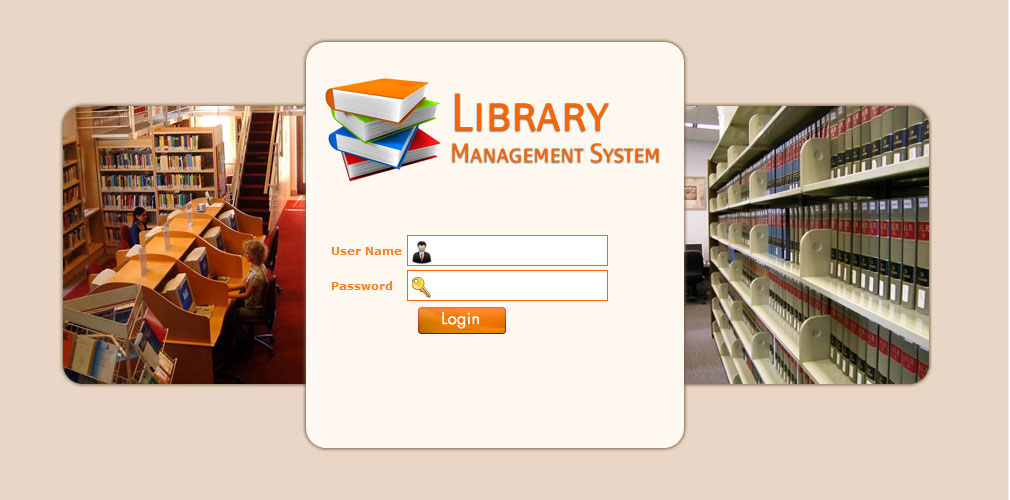 LIBRARY
MANAGEMENT SYSTEM
User Name
Password
Login